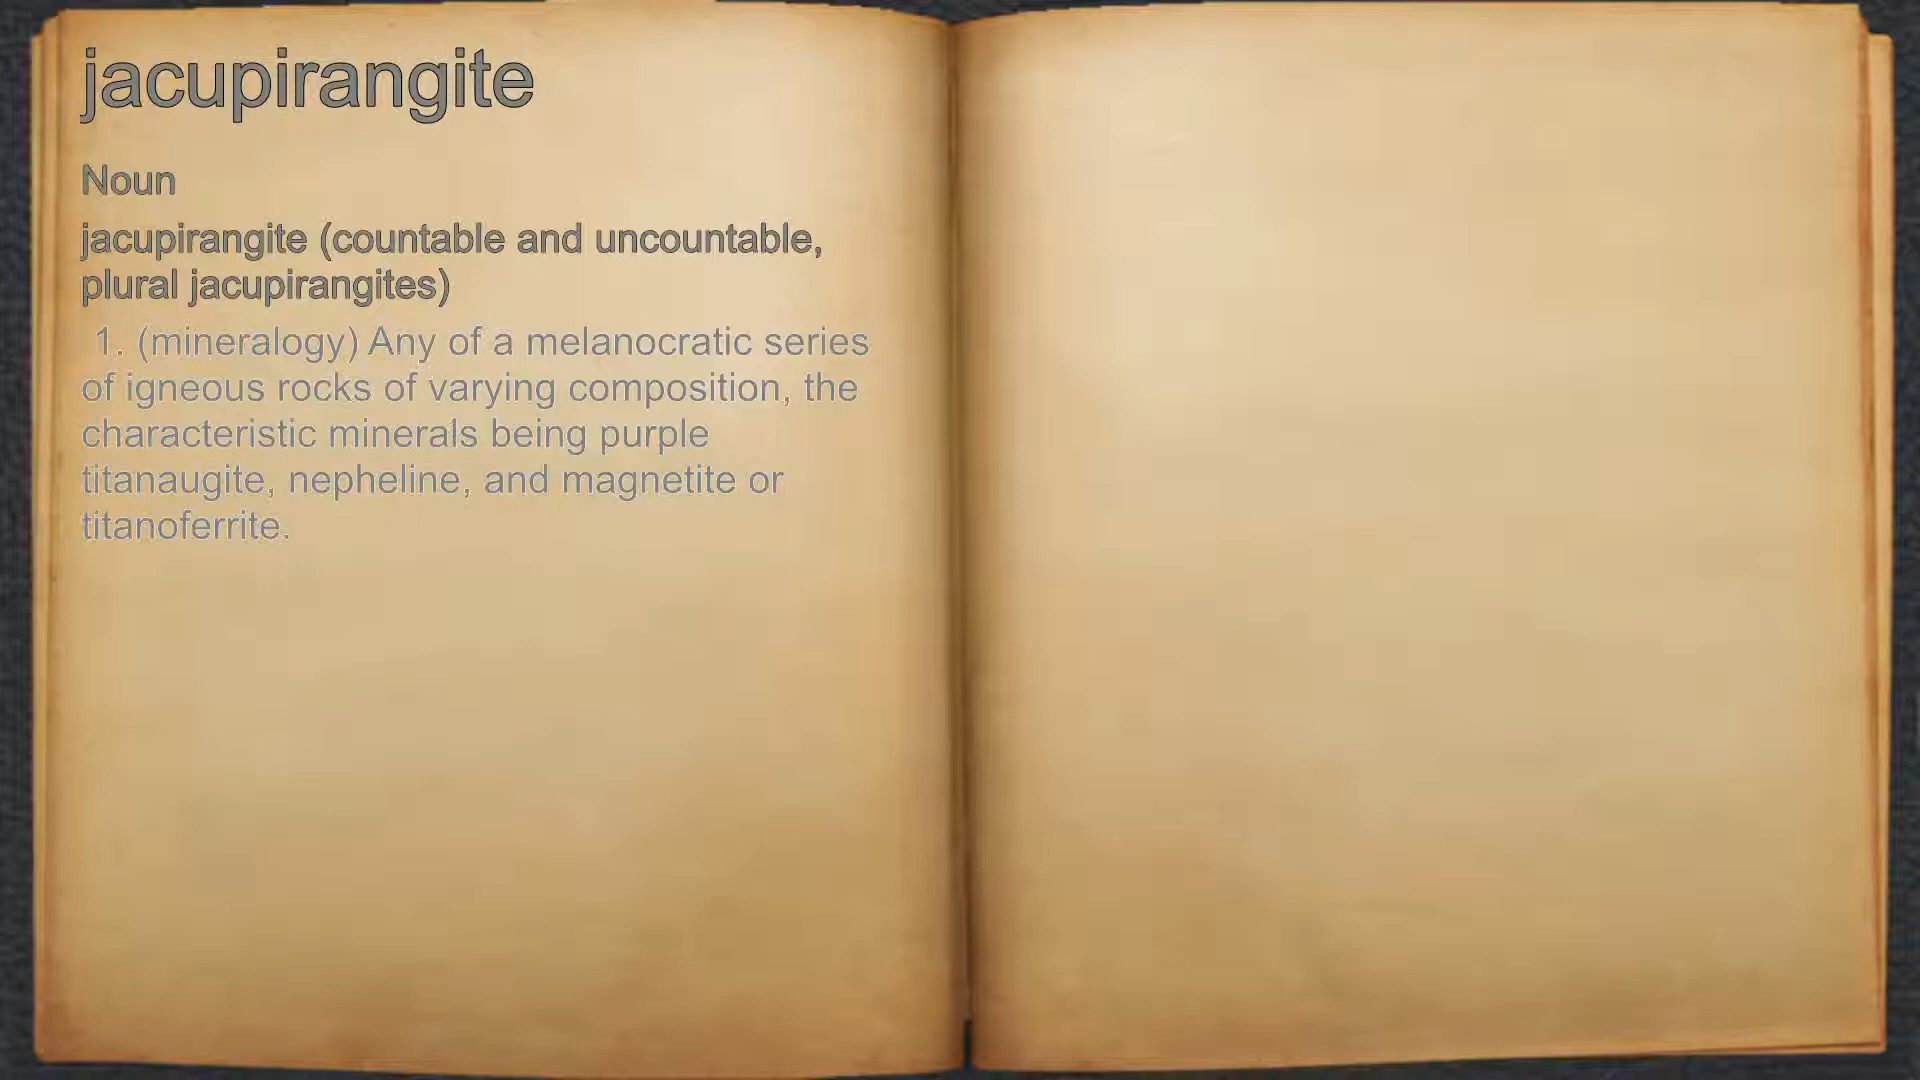 jacupirangite
Noun
jacupirangite (countable and uncountable,
plural jacupirangites)
1. (mineralogy) Any of a melanocratic series
of igneous rocks of varying composition, the
characteristic minerals being purple
titanaugite, nepheline, and magnetite or
titanoferrite.